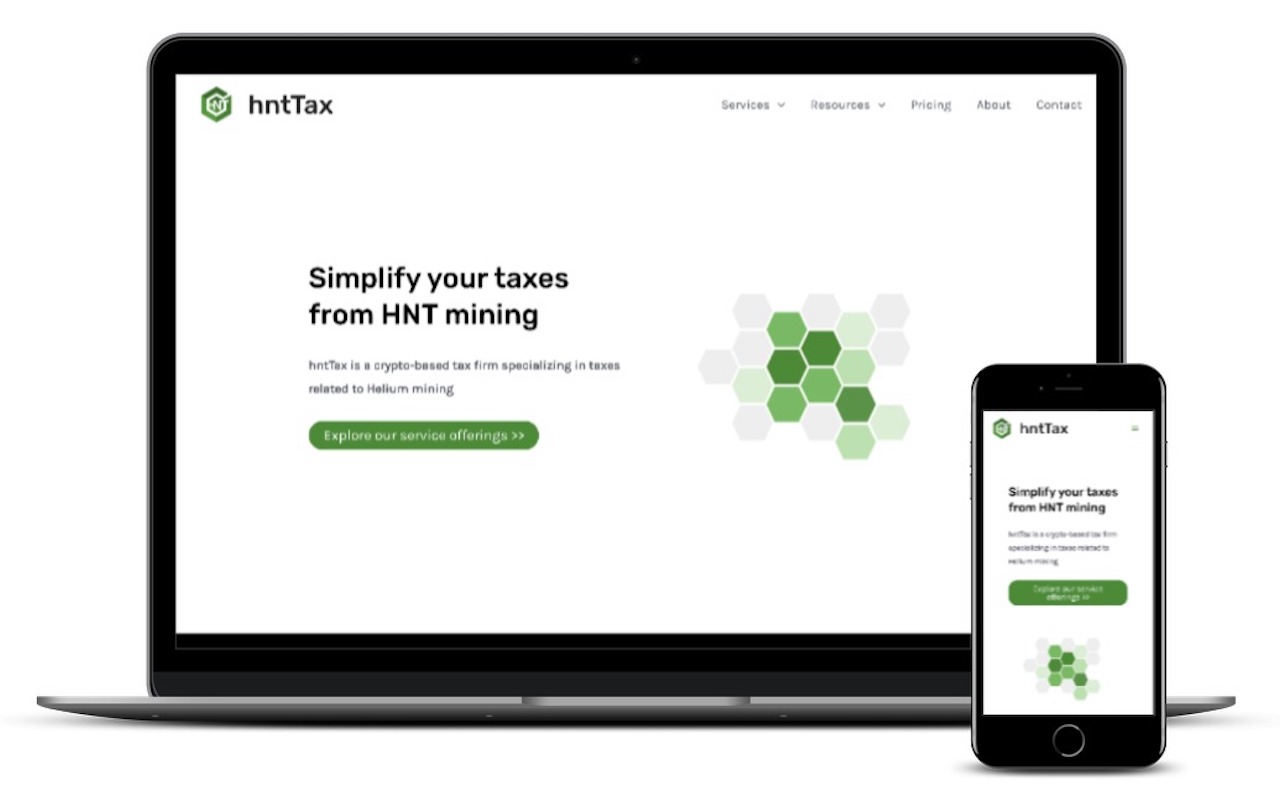 HNT hntTax
Services Resources Pricing About Contact
Simplify your taxes
from HNT mining
hntTax is a crypto-based tax firm specializing in taxes
related to Helium mining
Explore our service offerings >>
hntTax
Simplify your taxes
from HNT mining
hntTax is a crypto-based tax firm
specializing in taxes related to
Helium mining
Explore our service
offerings >>